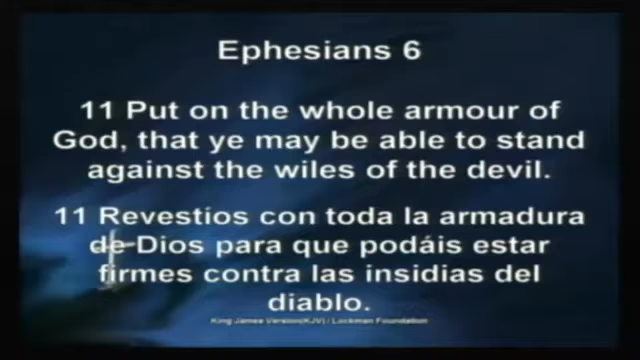 Ephesians 6
11 Put on the whole armour of
God, that ye may be able to stand
against the wiles of the devil.
11 Revestíos con toda la armadura
de Dios para que podáis estar
firmes contra las insidias del
diablo.
King James Version(KJV) / Lockman Foundation